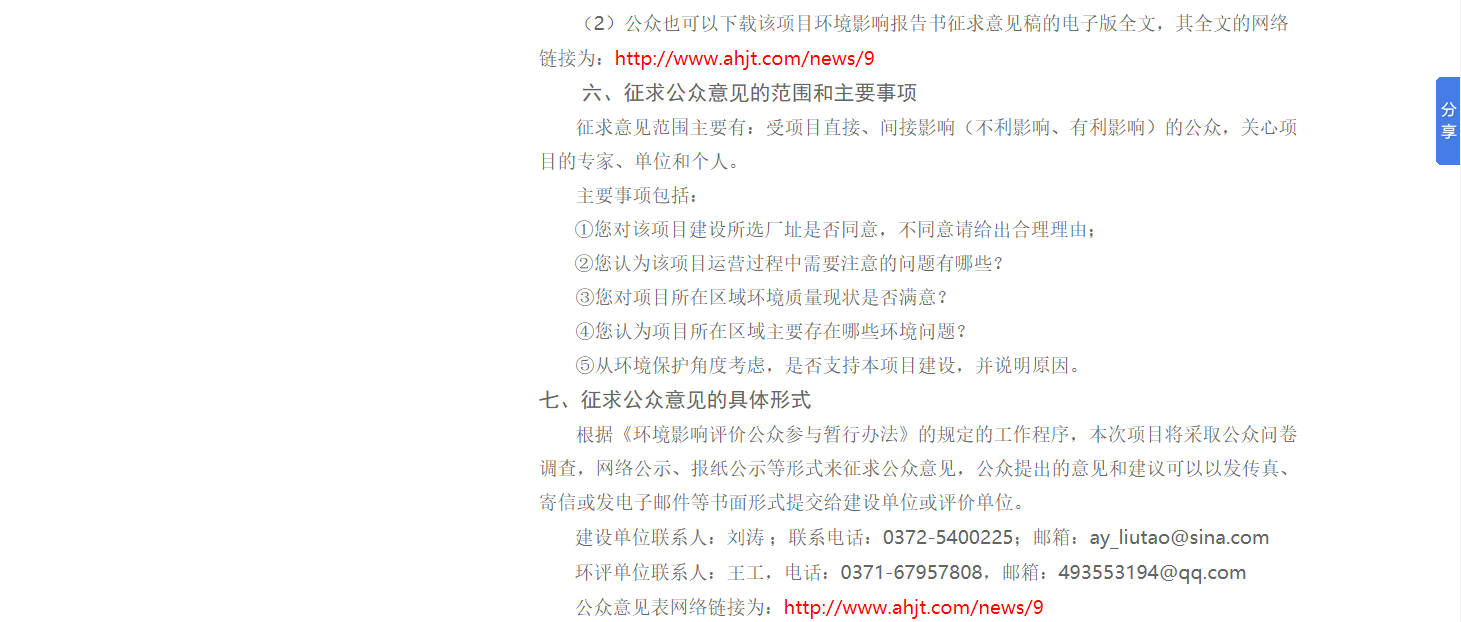 （2）公众也可以下载该项目环境影响报告书征求意见稿的电子版全文，其全文的网络
链接为：http://www.ahjt.com/news/9
六、征求公众意见的范围和主要事项
征求意见范围主要有：受项目直接、间接影响（不利影响、有利影响）的公众，关心项
目的专家、单位和个人。
主要事项包括：
①您对该项目建设所选厂址是否同意，不同意请给出合理理由；
②您认为该项目运营过程中需要注意的问题有哪些？
③您对项目所在区域环境质量现状是否满意？
④您认为项目所在区域主要存在哪些环境问题？
⑤从环境保护角度考虑，是否支持本项目建设，并说明原因。
七、征求公众意见的具体形式
根据《环境影响评价公众参与暂行办法》的规定的工作程序，本次项目将采取公众问卷
调查，网络公示、报纸公示等形式来征求公众意见，公众提出的意见和建议可以以发传真、
寄信或发电子邮件等书面形式提交给建设单位或评价单位。
建设单位联系人：刘涛 ；联系电话：0372-5400225；邮箱：ay_liutao@sina.com
环评单位联系人：王工，电话：0371-67957808，邮箱：493553194@qq.com
公众意见表网络链接为：http://www.ahjt.com/news/9
分
享